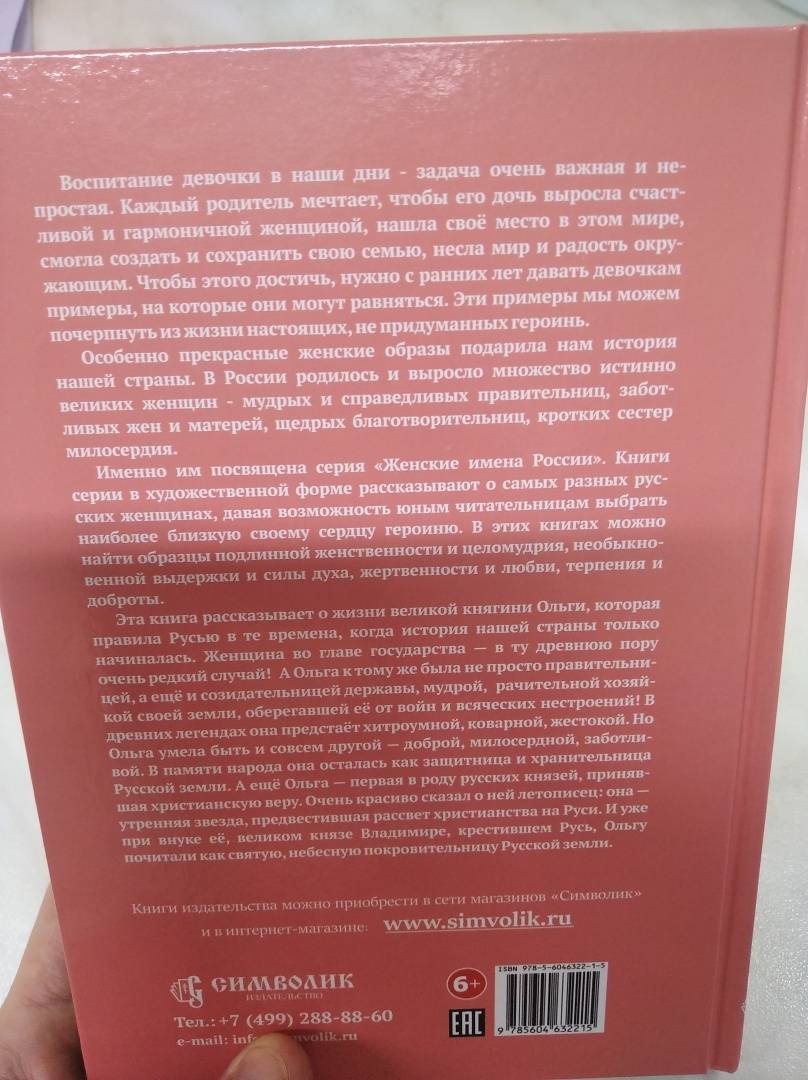 Воспитание девочки в наши дни - задача очень важная и не-
простая. Каждый родитель мечтает, чтобы его дочь выросла счаст-
ливой и гармоничной женщиной, нашла своё место в этом мире,
смогла создать и сохранить свою семью, несла мир и радость окру-
жающим. Чтобы этого достичь, нужно с ранних лет давать девочкам
примеры, на которые они могут равняться. Эти примеры мы можем
почерпнуть из жизни настоящих, не придуманных героинь.
Особенно прекрасные женские образы подарила нам история
нашей страны. В России родилось и выросло множество истинно
великих женщин - мудрых и справедливых правительниц, забот-
ливых жен и матерей, щедрых благотворительниц, кротких сестер
милосердия.
Именно им посвящена серия «Женские имена России». Книги
серии в художественной форме рассказывают о самых разных рус-
ских женщинах, давая возможность юным читательницам выбрать
наиболее близкую своему сердцу героиню. В этих книгах можно
найти образцы подлинной женственности и целомудрия, необыкно-
венной выдержки и силы духа, жертвенности и любви, терпения и
доброты.
Эта книга рассказывает о жизни великой княгини Ольги, которая
правила Русью в те времена, когда история нашей страны только
начиналась. Женщина во главе государства — в ту древнюю пору
очень редкий случай! А Ольга к тому же была не просто правительни-
цей, а ещё и созидательницей державы, мудрой, рачительной хозяй-
кой своей земли, оберегавшей её от войн и всяческих нестроений! В
древних легендах она предстаёт хитроумной, коварной, жестокой. Но
Ольга умела быть и совсем другой — доброй, милосердной, заботли-
вой. В памяти народа она осталась как защитница и хранительница
Русской земли. А ещё Ольга — первая в роду русских князей, приняв-
шая христианскую веру. Очень красиво сказал о ней летописец: она —
утренняя звезда, предвестившая рассвет христианства на Руси. И уже
при внуке её, великом князе Владимире, крестившем Русь, Ольгу
почитали как святую, небесную покровительницу Русской земли.
Книги издательства можно приобрести в сети магазинов «Символик»
и в интернет-магазине: www.simvolik.ru
СИМВОЛИК
ИЗДАТЕЛЬСТВО
Тел.: +7 (499) 288-88-60
e-mail:
6+
EAC
ISBN 978-5-6046322-1-5
9 785604 632215